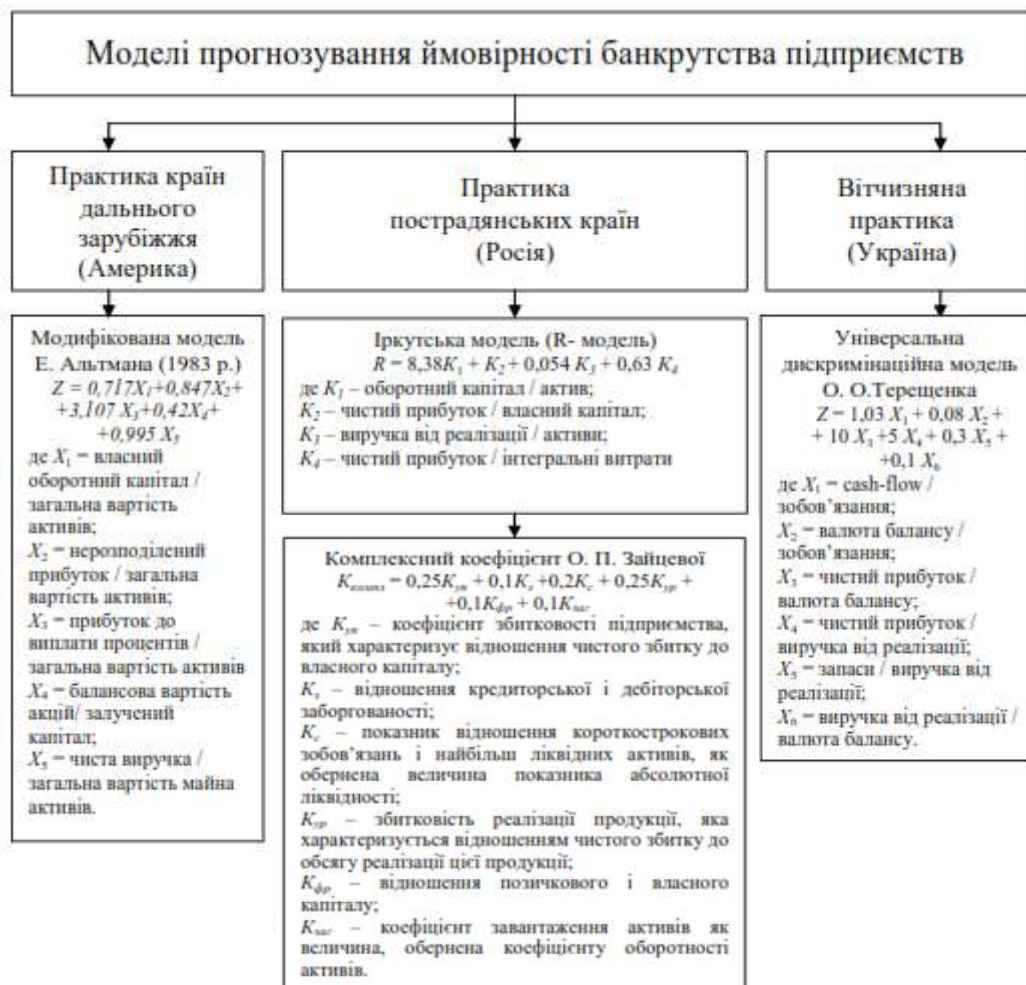 Моделі прогнозування ймовірності банкрутства підприємств
Практика країн
дальнього
зарубіжжя
(Америка)
Практика
пострадянських країн
(Росія)
Вітчизняна
практика
(Україна)
Модифікована модель
Е. Альтмана (1983 р.)
Z = 0,717X₁+0,847X₂+
+3,107 X₃+0,42X₄+
+0,995 X₅
де X₁ = власний
оборотний капітал /
загальна вартість
активів;
X₂ = нерозподілений
прибуток / загальна
вартість активів;
X₃ = прибуток до
виплати процентів /
загальна вартість активів
X₄ = балансова вартість
акцій/ залучений
капітал;
X₅ = чиста виручка /
загальна вартість майна
активів.
Іркутська модель (R- модель)
R = 8,38K₁ + K₂ + 0,054 K₃ + 0,63 K₄
де K₁ – оборотний капітал / актив;
K₂ – чистий прибуток / власний капітал;
K₃ – виручка від реалізації / активи;
K₄ – чистий прибуток / інтегральні витрати
Комплексний коефіцієнт О. П. Зайцевої
= 0,25Kуп + 0,1Kз +0,2Kс + 0,25Kур +
+0,1Kфр + 0,1Kзаг
де Kуп – коефіцієнт збитковості підприємства,
який характеризує відношення чистого збитку до
власного капіталу;
Kз – відношення кредиторської і дебіторської
заборгованості;
Kс – показник відношення короткострокових
зобов’язань і найбільш ліквідних активів, як
обернена величина показника абсолютної
ліквідності;
Kур – збитковість реалізації продукції, яка
характеризується відношенням чистого збитку до
обсягу реалізації цієї продукції;
Kфр – відношення позичкового і власного
капіталу;
Kзаг – коефіцієнт завантаження активів як
величина, обернена коефіцієнту оборотності
активів.
Універсальна
дискримінаційна модель
О. О.Терещенка
Z = 1,03 X₁ + 0,08 X₂ +
+ 10 X₃ +5 X₄ + 0,3 X₅ +
+0,1 X₆
де X₁ = cash-flow /
зобов’язання;
X₂ = валюта балансу /
зобов’язання;
X₃ = чистий прибуток /
валюта балансу;
X₄ = чистий прибуток /
виручка від реалізації;
X₅ = запаси / виручка від
реалізації;
X₆ = виручка від реалізації /
валюта балансу.